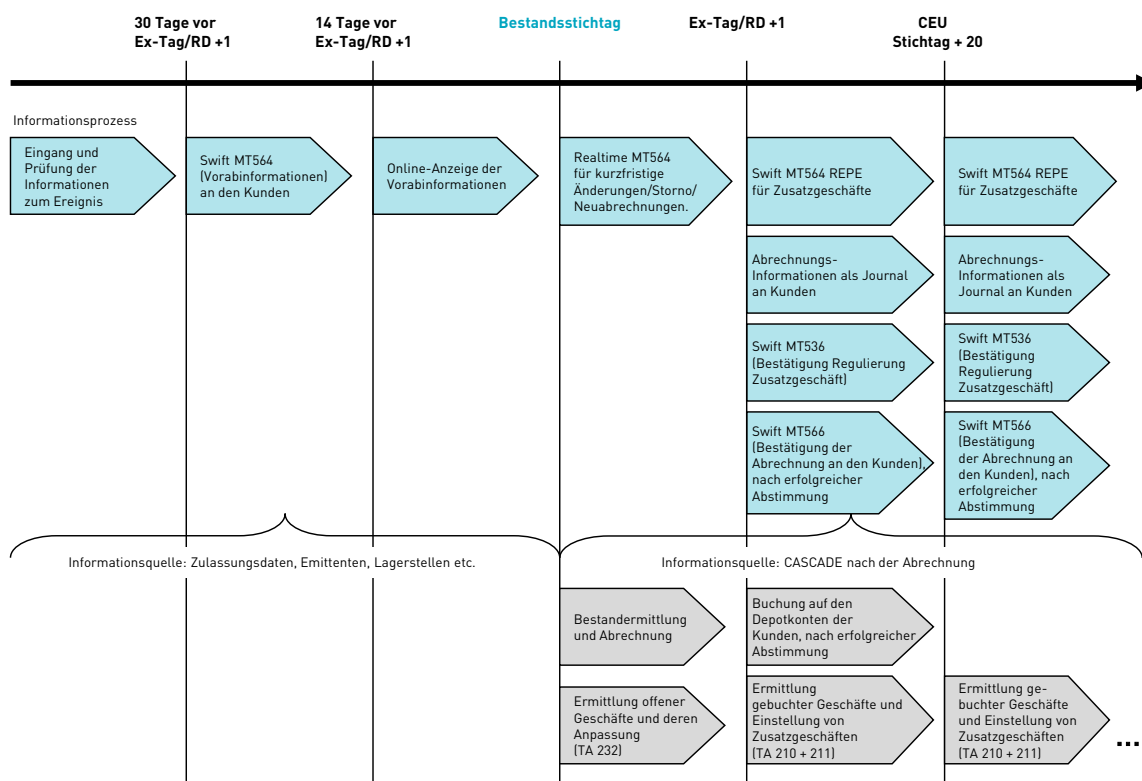 30 Tage vor
Ex-Tag/RD +1
14 Tage vor
Ex-Tag/RD +1
Bestandsstichtag
Ex-Tag/RD +1
CEU
Stichtag + 20
Informationsprozess
Eingang und
Prüfung der
Informationen
zum Ereignis
Swift MT564
(Vorabinformationen)
an den Kunden
Online-Anzeige der
Vorabinformationen
Realtime MT564
für kurzfristige
Änderungen/Storno/
Neuabrechnungen.
Swift MT564 REPE
für Zusatzgeschäfte
Swift MT564 REPE
für Zusatzgeschäfte
Abrechnungs-
Informationen als Journal
an Kunden
Abrechnungs-
Informationen als
Journal an Kunden
Swift MT536
(Bestätigung Regulierung
Zusatzgeschäft)
Swift MT536
(Bestätigung
Regulierung
Zusatzgeschäft)
Swift MT566
(Bestätigung der
Abrechnung an den Kunden),
nach erfolgreicher
Abstimmung
Swift MT566
(Bestätigung
der Abrechnung an
den Kunden), nach
erfolgreicher
Abstimmung
Informationsquelle: Zulassungsdaten, Emittenten, Lagerstellen etc.
Informationsquelle: CASCADE nach der Abrechnung
Bestandermittlung
und Abrechnung
Buchung auf den
Depotkonten der
Kunden, nach erfolgreicher
Abstimmung
Ermittlung offener
Geschäfte und deren
Anpassung
(TA 232)
Ermittlung
gebuchter Geschäfte und
Einstellung von
Zusatzgeschäften
(TA 210 + 211)
Ermittlung ge-
buchter Geschäfte
und Einstellung von
Zusatzgeschäften
(TA 210 + 211)
...